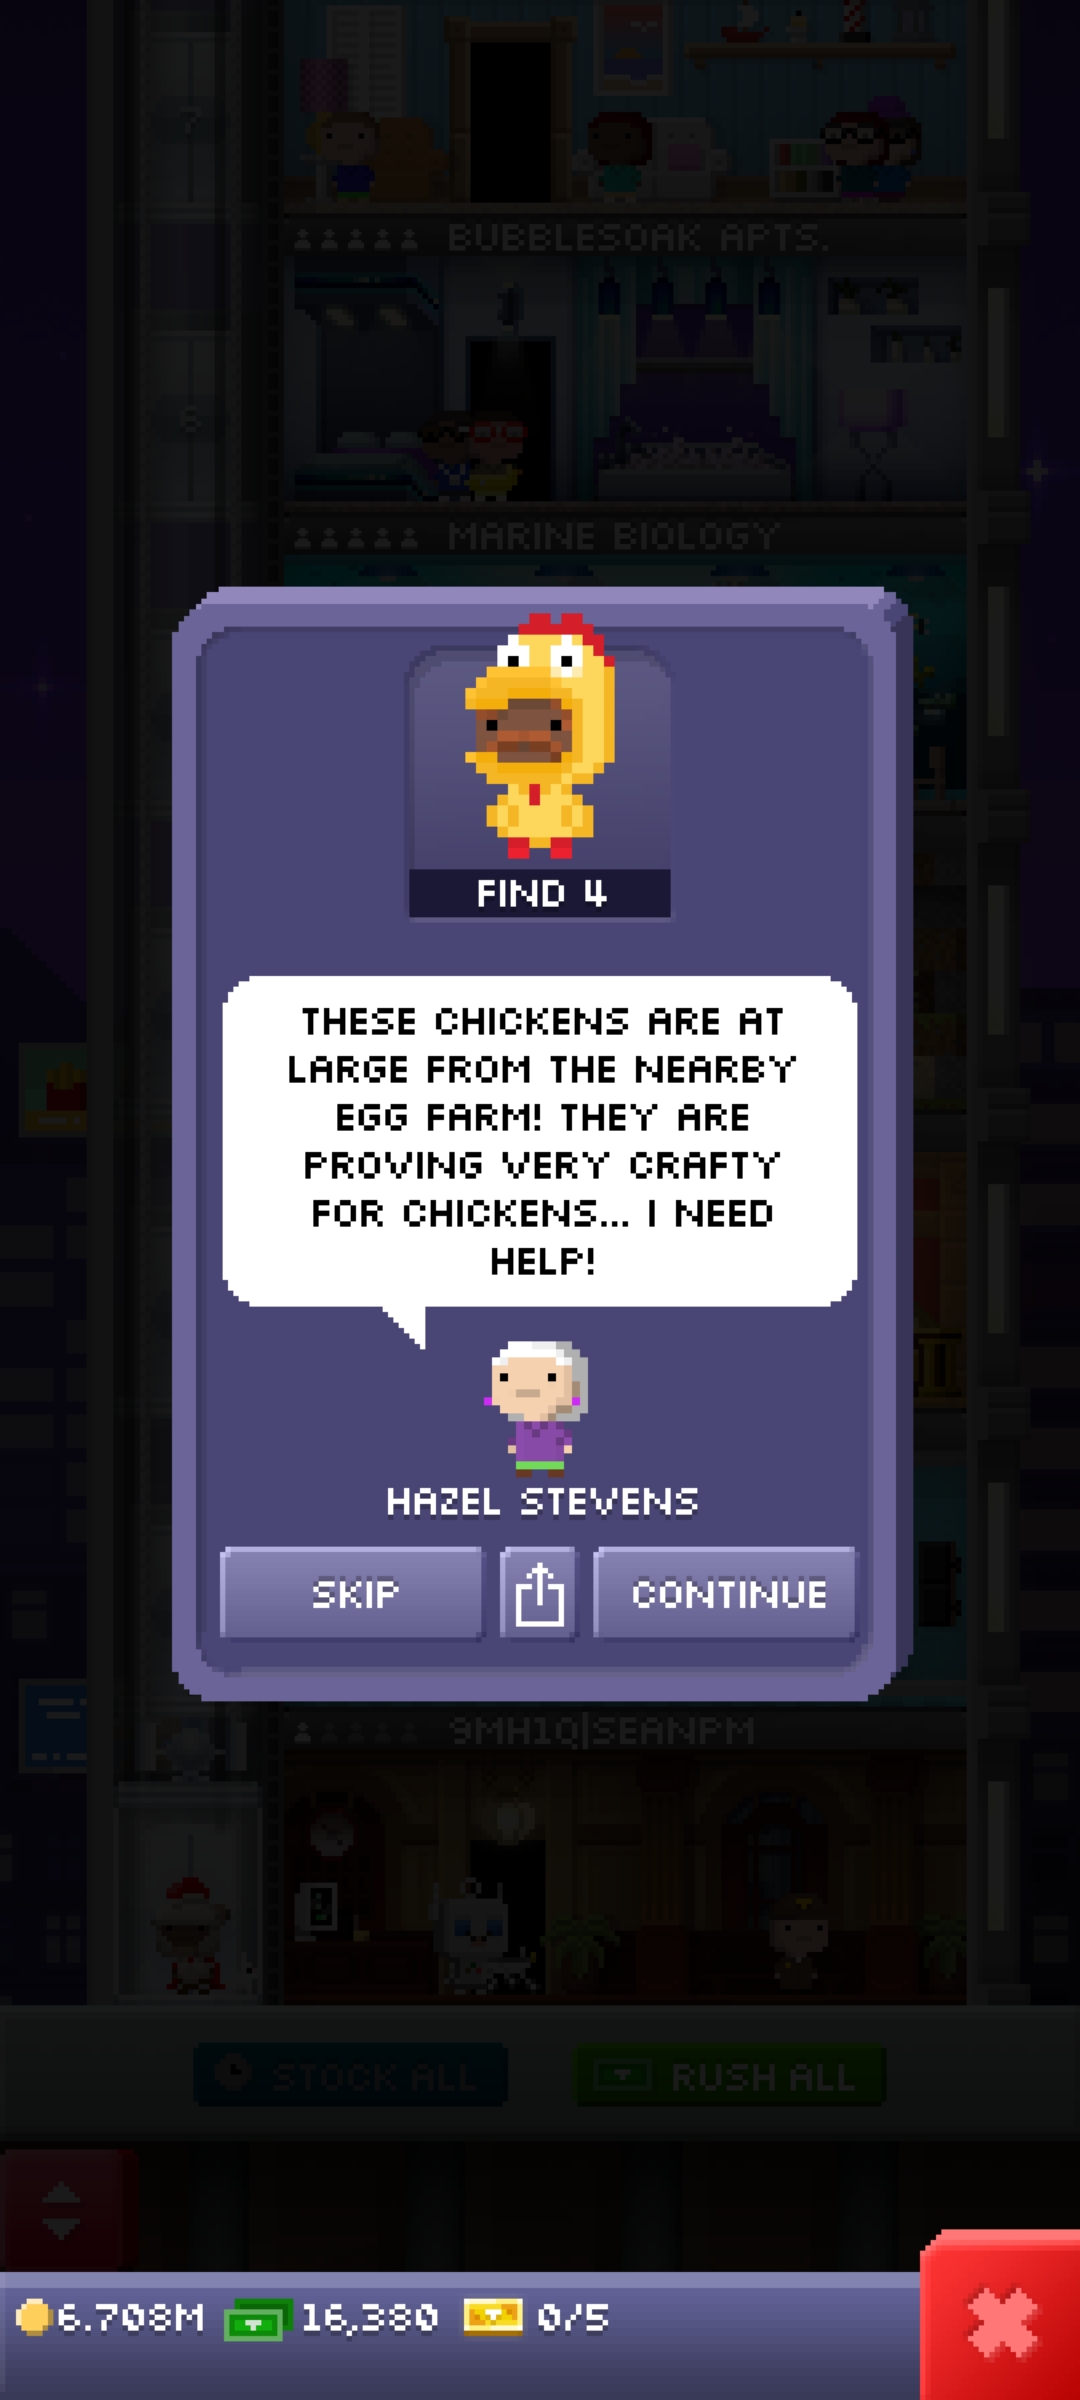 7
BUBBLESOAK APTS.
6
MARINE BIOLOGY
FIND 4
THESE CHICKENS ARE AT
LARGE FROM THE NEARBY
EGG FARM! THEY ARE
PROVING VERY CRAFTY
FOR CHICKENS... I NEED
HELP!
HAZEL STEVENS
SKIP
CONTINUE
9MH1Q|SEANPM
STOCK ALL
RUSH ALL
6.708M
16,380
0/5